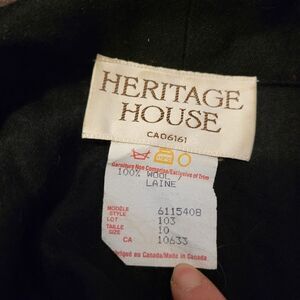 HERITAGE
HOUSE
CA06161
Garniture Non Comprise/Exclusive of Trim
100% WOOL /
LAINE
MODÈLE
STYLE 6115408
LOT 103
TAILLE
SIZE 10
CA 10633
au Canada/Made in Canada